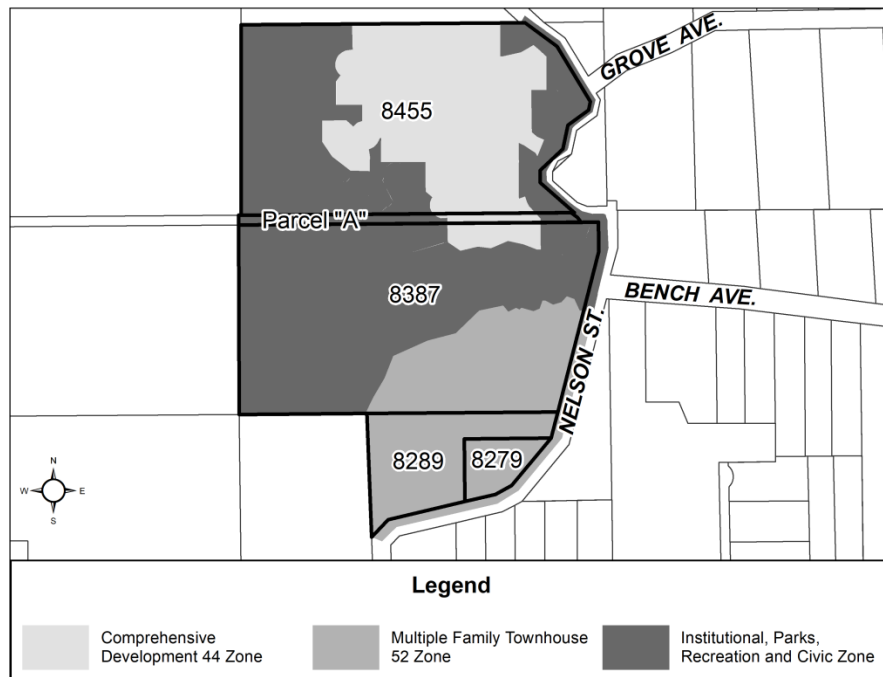 GROVE AVE.
8455
Parcel "A"
8387
BENCH AVE.
NELSON ST.
8289
8279
N
W
E
S
Legend
Comprehensive
Development 44 Zone
Multiple Family Townhouse
52 Zone
Institutional, Parks,
Recreation and Civic Zone